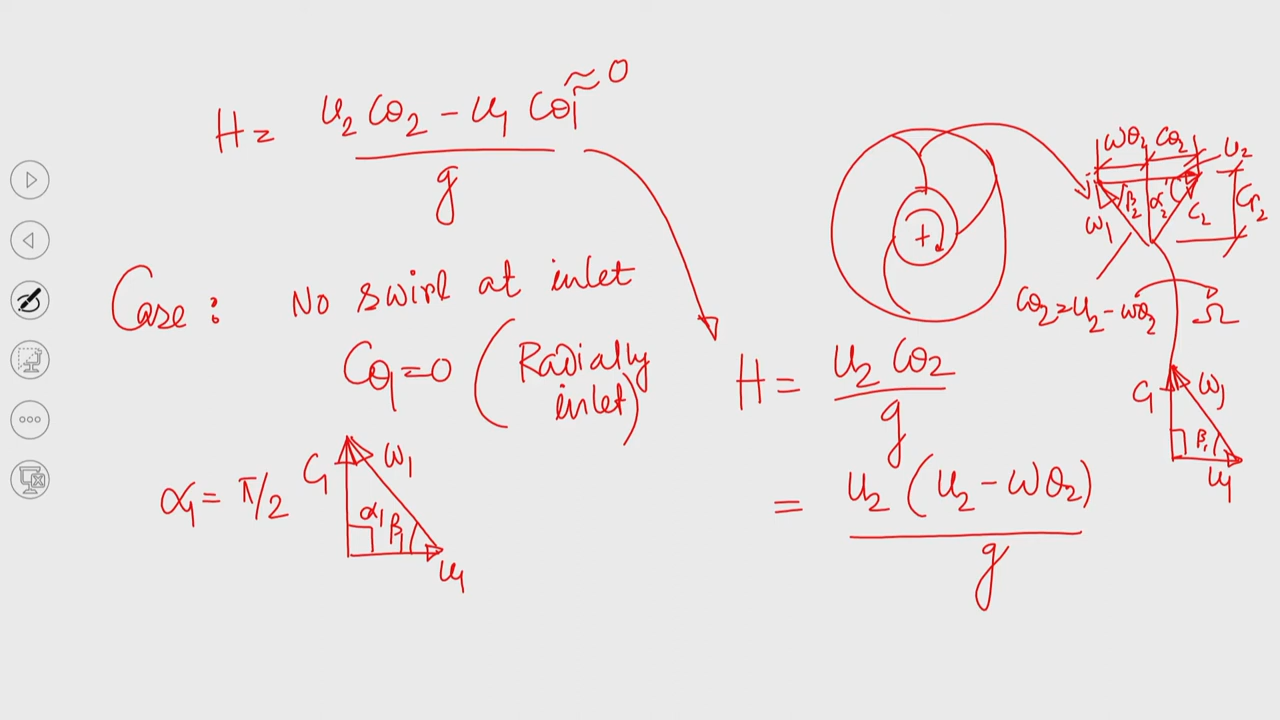 H = (U₂ Cθ₂ − U₁ Cθ₁) / g
≈ 0
Case : No swirl at inlet
Cθ₁ = 0 ( Radially
inlet)
α₁ = π/2
C₁ W₁
α₁ β₁
U₁
Wθ₂ Cθ₂ U₂
β₂ α₂ C₂ Cr₂
W₁
Cθ₂ = U₂ − Wθ₂ Ω
C₁ W₁
β₁
U₁
H = U₂ Cθ₂ / g
= U₂ (U₂ − Wθ₂) / g